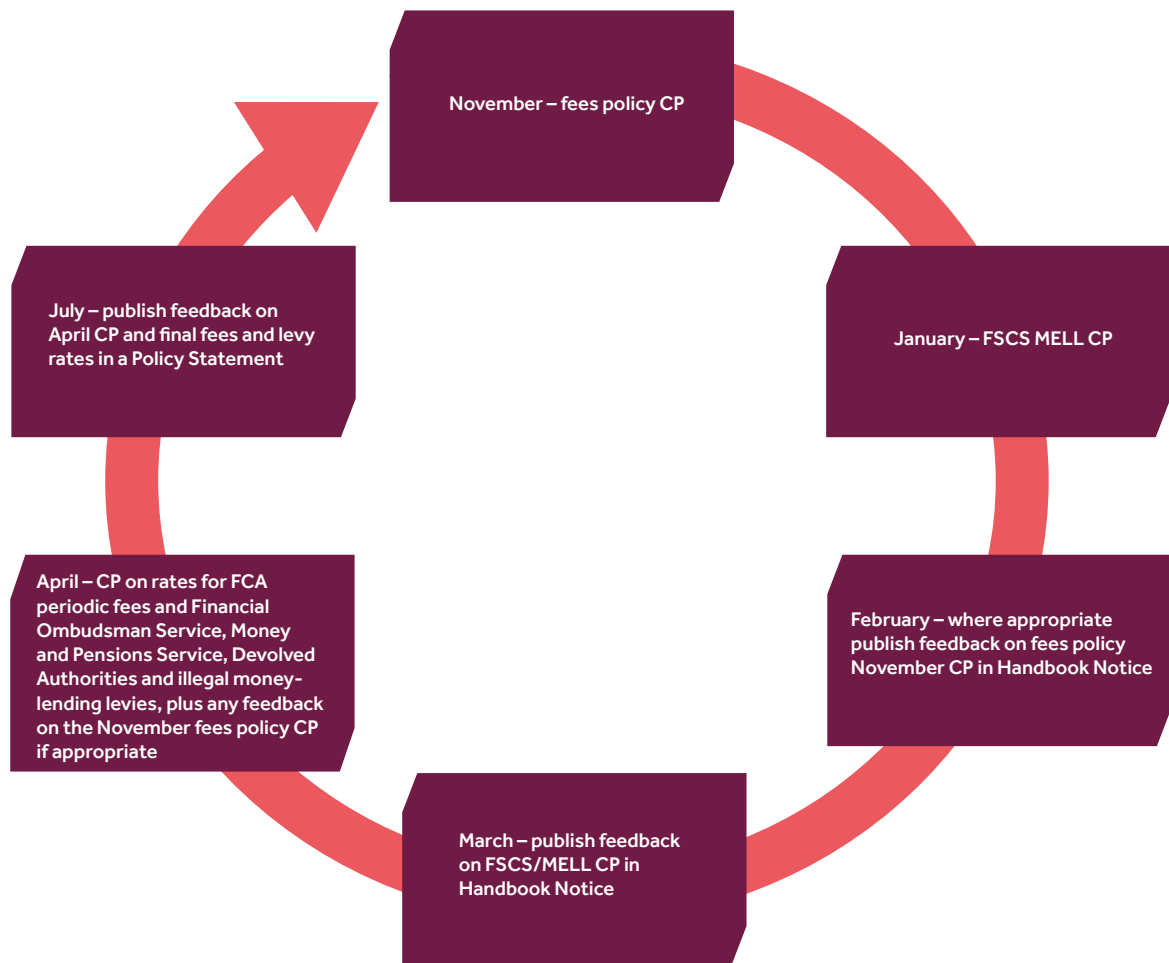 November – fees policy CP
January – FSCS MELL CP
February – where appropriate
publish feedback on fees policy
November CP in Handbook Notice
March – publish feedback
on FSCS/MELL CP in
Handbook Notice
April – CP on rates for FCA
periodic fees and Financial
Ombudsman Service, Money
and Pensions Service, Devolved
Authorities and illegal money-
lending levies, plus any feedback
on the November fees policy CP
if appropriate
July – publish feedback on
April CP and final fees and levy
rates in a Policy Statement